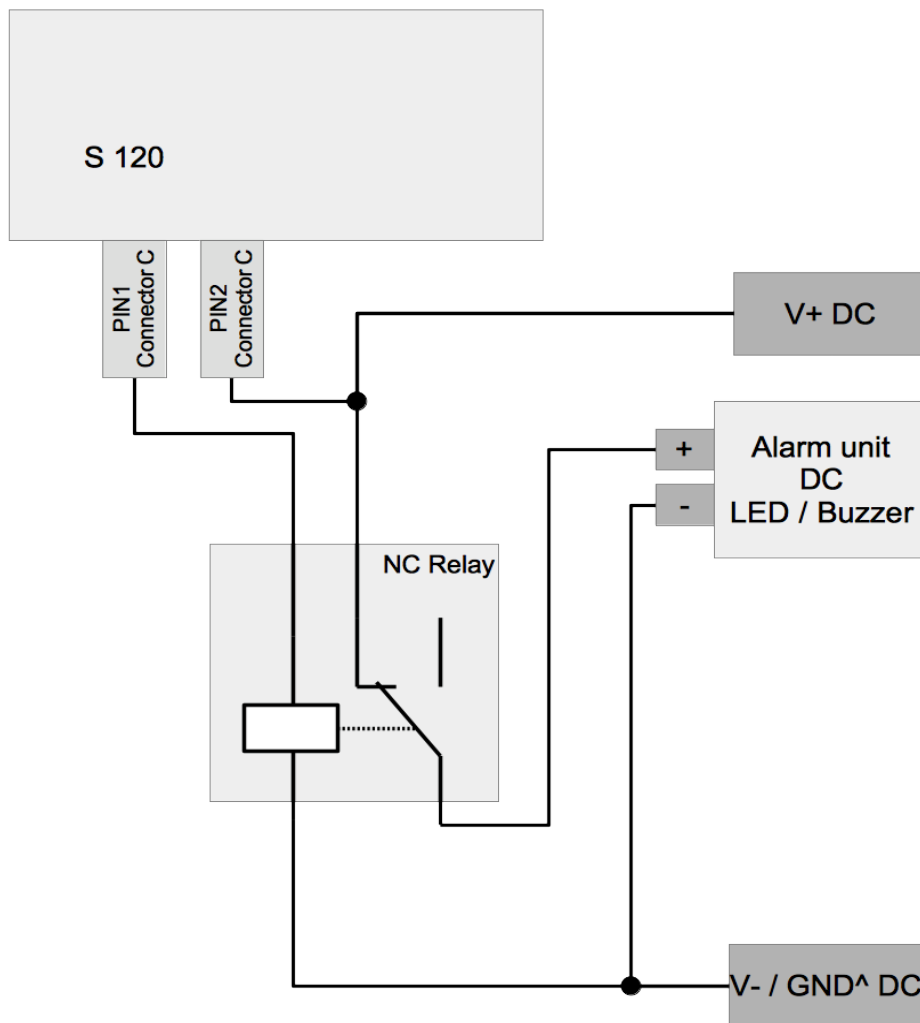 S 120
PIN1
Connector C
PIN2
Connector C
V+ DC
+
-
Alarm unit
DC
LED / Buzzer
NC Relay
V- / GND^ DC